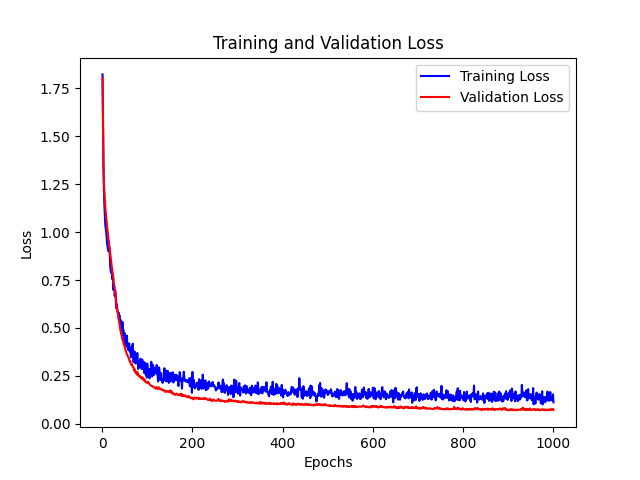 Training and Validation Loss
Training Loss
Validation Loss
1.75
1.50
1.25
1.00
0.75
0.50
0.25
0.00
Loss
0 200 400 600 800 1000
Epochs